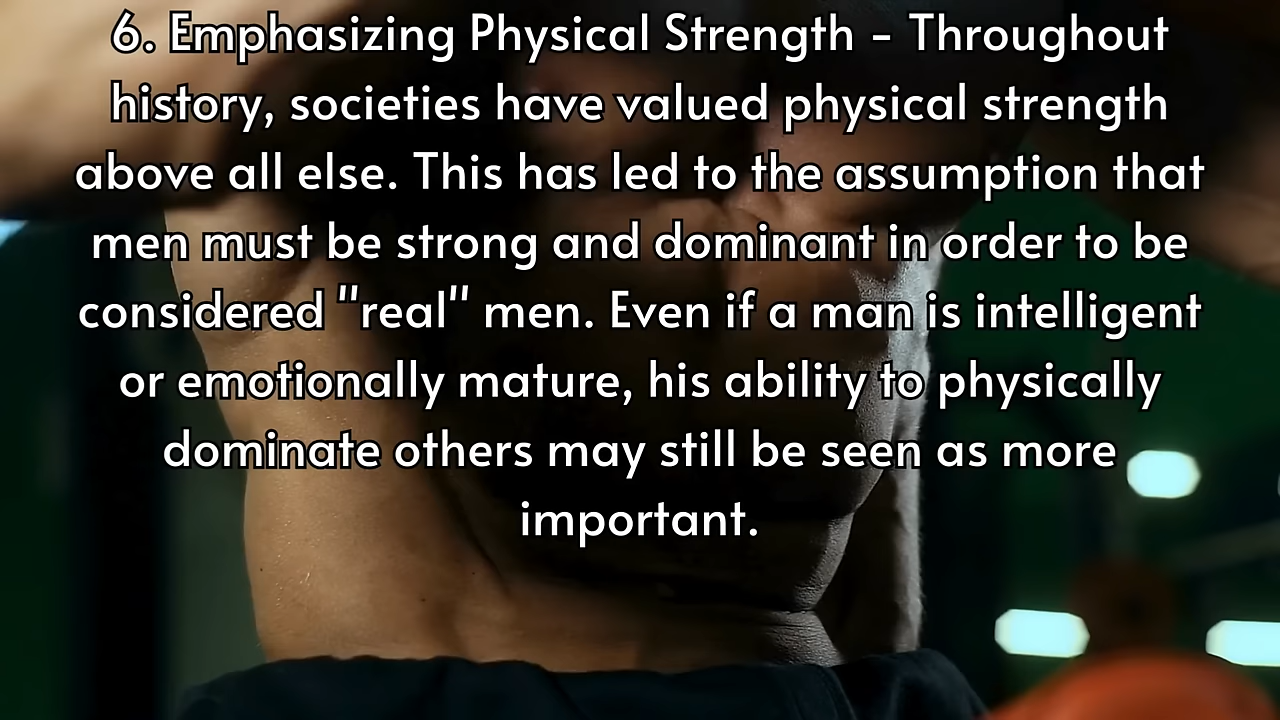 6. Emphasizing Physical Strength - Throughout
history, societies have valued physical strength
above all else. This has led to the assumption that
men must be strong and dominant in order to be
considered "real" men. Even if a man is intelligent
or emotionally mature, his ability to physically
dominate others may still be seen as more
important.